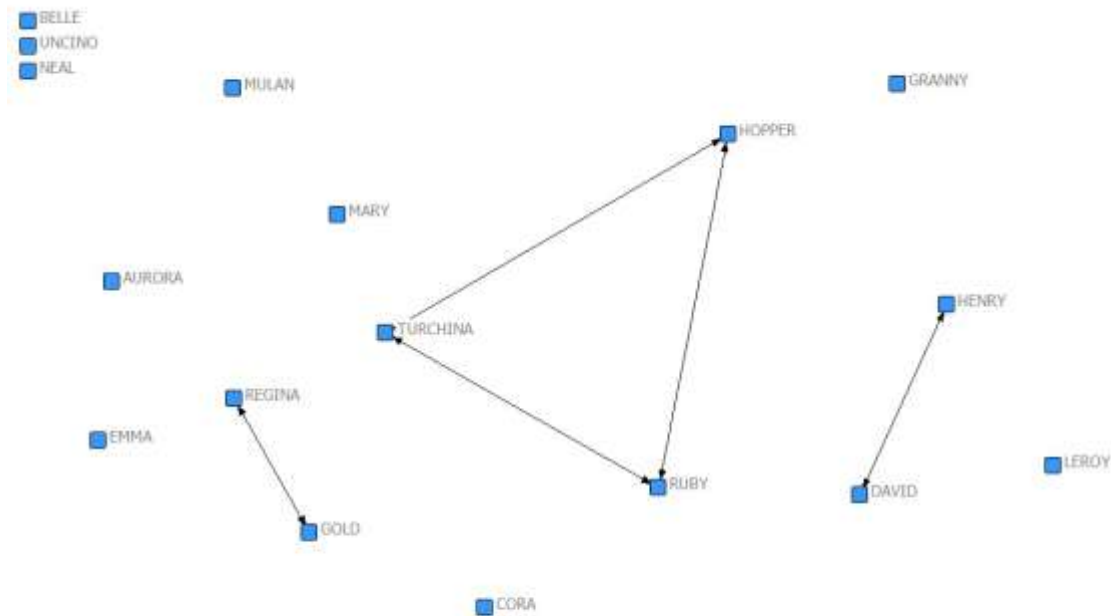 BELLE
UNCINO
NEAL
MULAN
GRANNY
HOPPER
MARY
AURORA
HENRY
TURCHINA
REGINA
EMMA
LEROY
RUBY
DAVID
GOLD
CORA